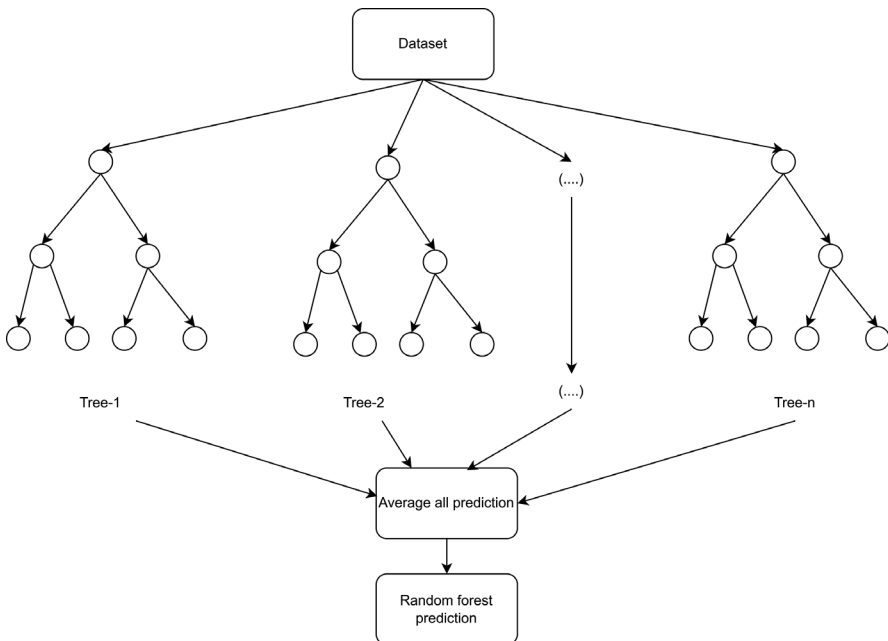 Dataset
(....)
(....)
Tree-1
Tree-2
Tree-n
Average all prediction
Random forest
prediction